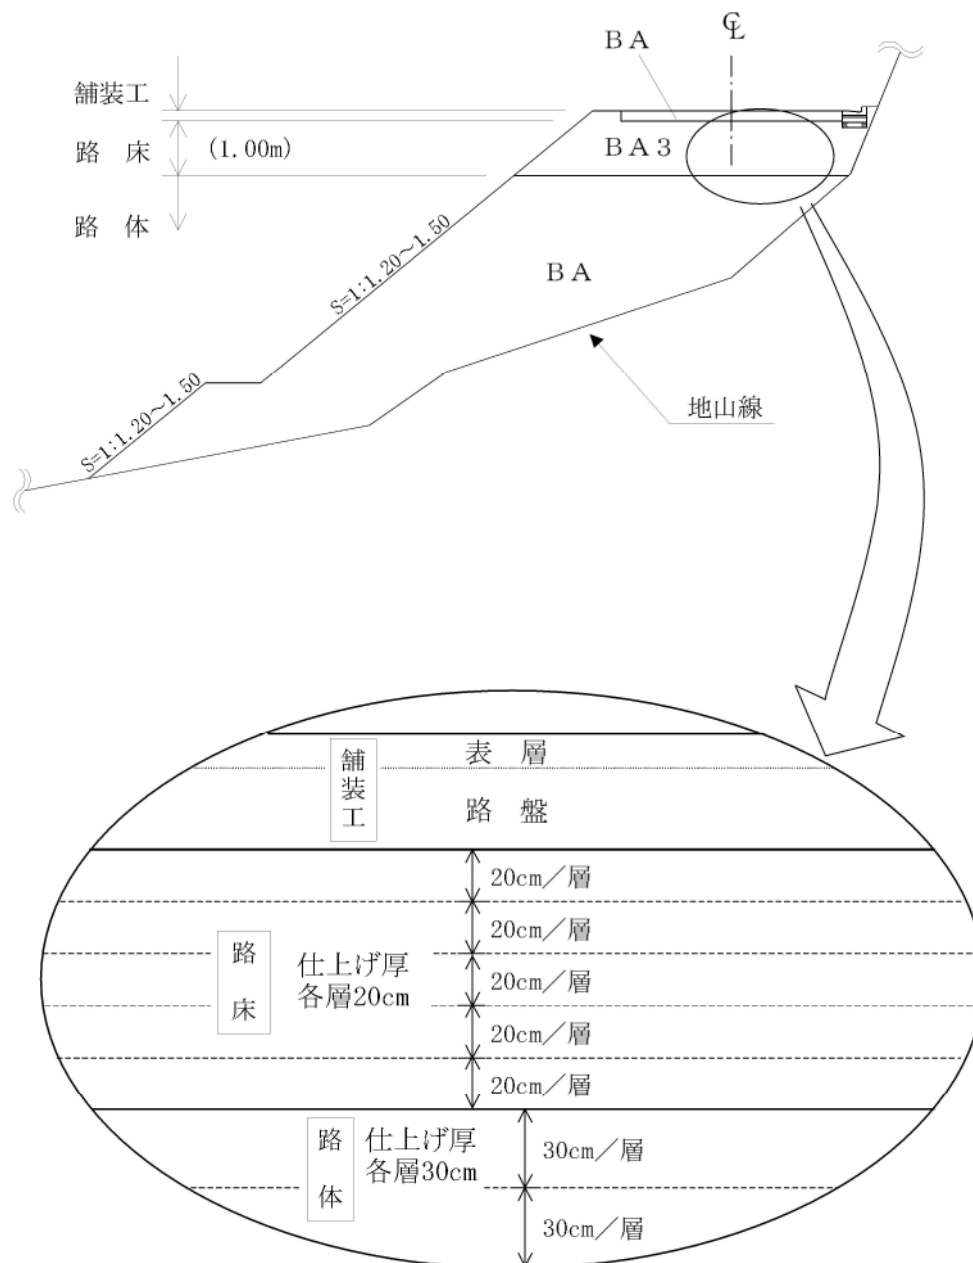 ℄
BA
舗装工
路 床 (1.00m)
BA3
路 体
S=1:1.20～1.50
BA
S=1:1.20～1.50
地山線
舗装工
表 層
路 盤
20cm／層
20cm／層
路床
仕上げ厚
各層20cm
20cm／層
20cm／層
20cm／層
路体
仕上げ厚
各層30cm
30cm／層
30cm／層